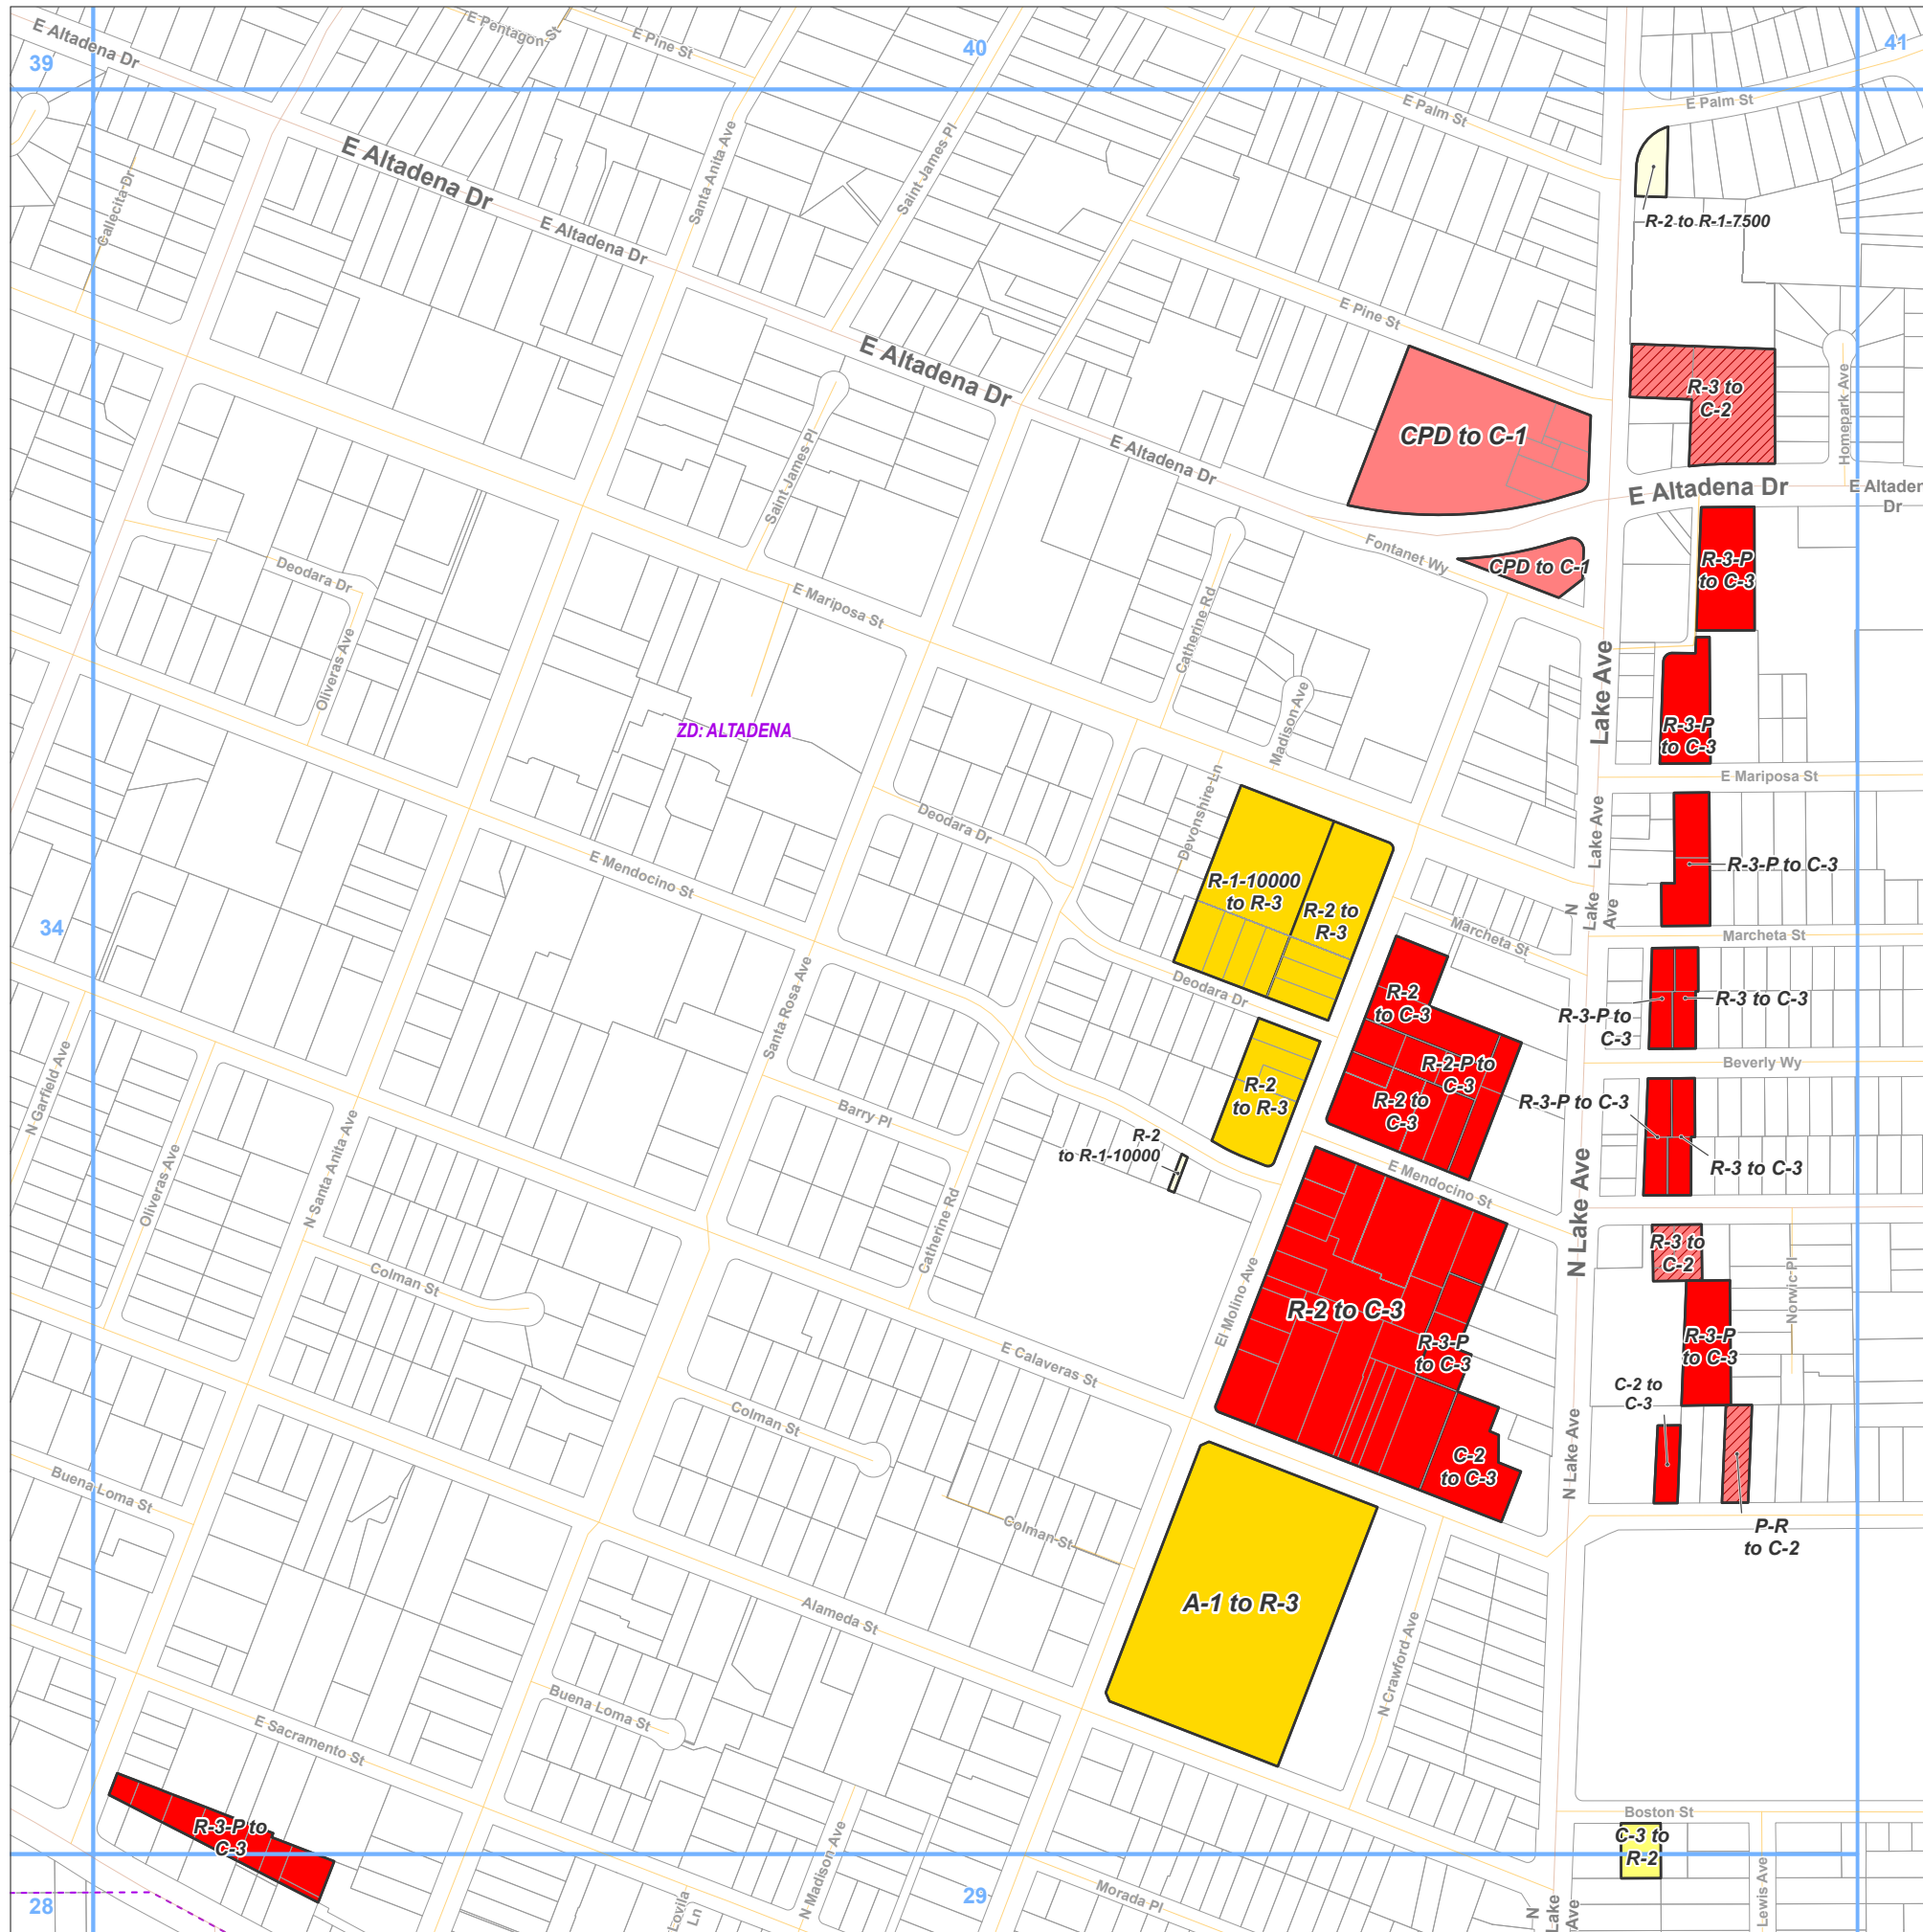 E Altadena Dr
E Pentagon St
E Pine St
39
40
41
E Palm St
E Palm St
Callecita Dr
E Altadena Dr
E Altadena Dr
Santa Anita Ave
Saint James Pl
R-2 to R-1-7500
E Pine St
E Altadena Dr
R-3 to
C-2
Homepark Ave
CPD to C-1
E Altadena Dr
Saint James Pl
E Altadena Dr
E Altaden
Dr
Fontanet Wy
CPD to C-1
R-3-P
to C-3
Deodara Dr
E Mariposa St
Catherine Rd
Oliveras Ave
Lake Ave
Madison Ave
ZD: ALTADENA
R-3-P
to C-3
E Mariposa St
Devonshire Ln
Deodara Dr
Lake Ave
E Mendocino St
R-3-P to C-3
R-1-10000
to R-3
R-2 to
R-3
N
Lake
Ave
34
Marcheta St
Marcheta St
Deodara Dr
R-2
to C-3
R-3 to C-3
R-3-P to
C-3
Santa Rosa Ave
Beverly Wy
R-2-P to
C-3
N Garfield Ave
R-2
to R-3
R-2 to
C-3
R-3-P to C-3
Barry Pl
R-2
to R-1-10000
R-3 to C-3
E Mendocino St
Oliveras Ave
N Santa Anita Ave
Catherine Rd
N Lake Ave
R-3 to
C-2
Colman St
El Molino Ave
Norwic Pl
R-2 to C-3
R-3-P
to C-3
R-3-P
to C-3
E Calaveras St
C-2 to
C-3
Colman St
N Lake Ave
C-2
to C-3
Buena Loma St
Colman St
P-R
to C-2
A-1 to R-3
Alameda St
N Crawford Ave
Buena Loma St
E Sacramento St
Boston St
R-3-P to
C-3
C-3 to
R-2
N Madison Ave
28
29
Lovila
Ln
Morada Pl
N
Lake
Ave
Lewis Ave